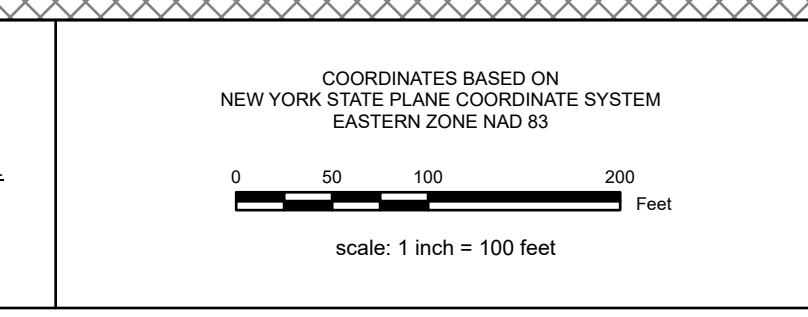 COORDINATES BASED ON
NEW YORK STATE PLANE COORDINATE SYSTEM
EASTERN ZONE NAD 83
0 50 100 200
Feet
scale: 1 inch = 100 feet